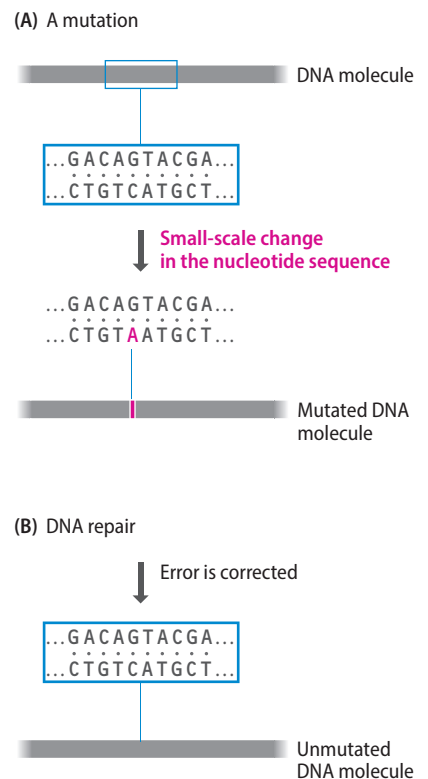 (A) A mutation
DNA molecule
...GACAGTACGA...
...CTGTCATGCT...
Small-scale change
in the nucleotide sequence
...GACAGTACGA...
...CTGTAATGCT...
Mutated DNA
molecule
(B) DNA repair
Error is corrected
...GACAGTACGA...
...CTGTCATGCT...
Unmutated
DNA molecule